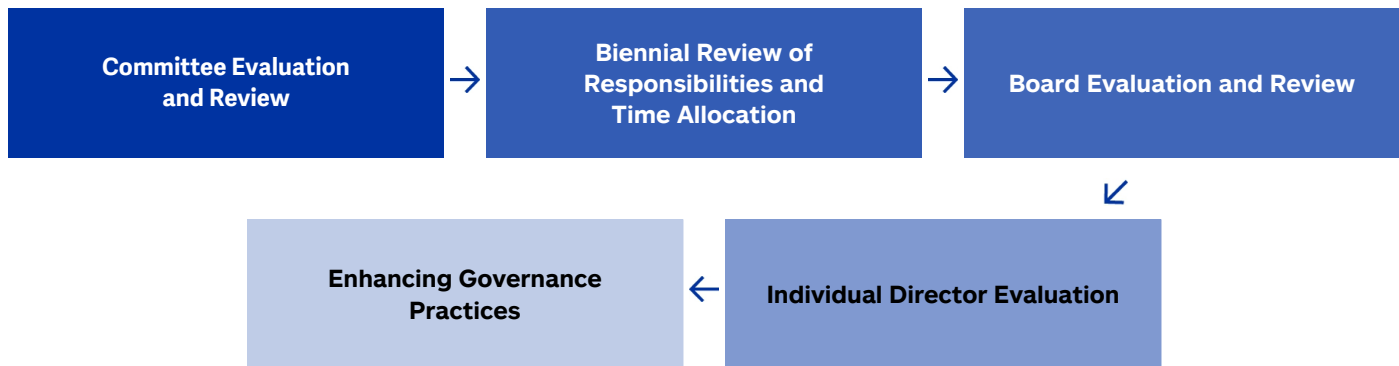 Committee Evaluation
and Review
Biennial Review of
Responsibilities and
Time Allocation
Board Evaluation and Review
Individual Director Evaluation
Enhancing Governance
Practices